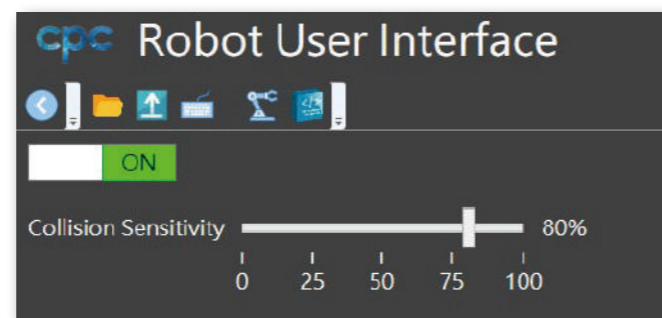 cpc Robot User Interface
ON
Collision Sensitivity 80%
0 25 50 75 100